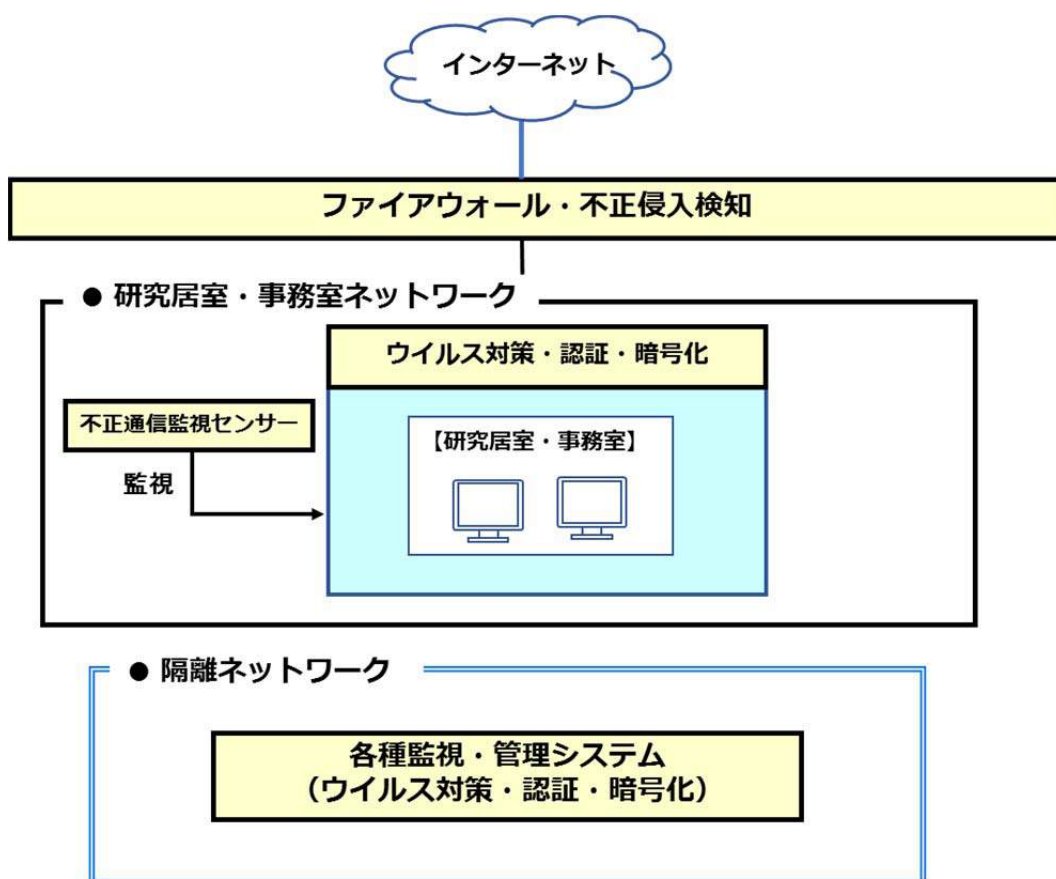 インターネット
ファイアウォール・不正侵入検知
● 研究居室・事務室ネットワーク
ウイルス対策・認証・暗号化
不正通信監視センサー
【研究居室・事務室】
監視
● 隔離ネットワーク
各種監視・管理システム
（ウイルス対策・認証・暗号化）